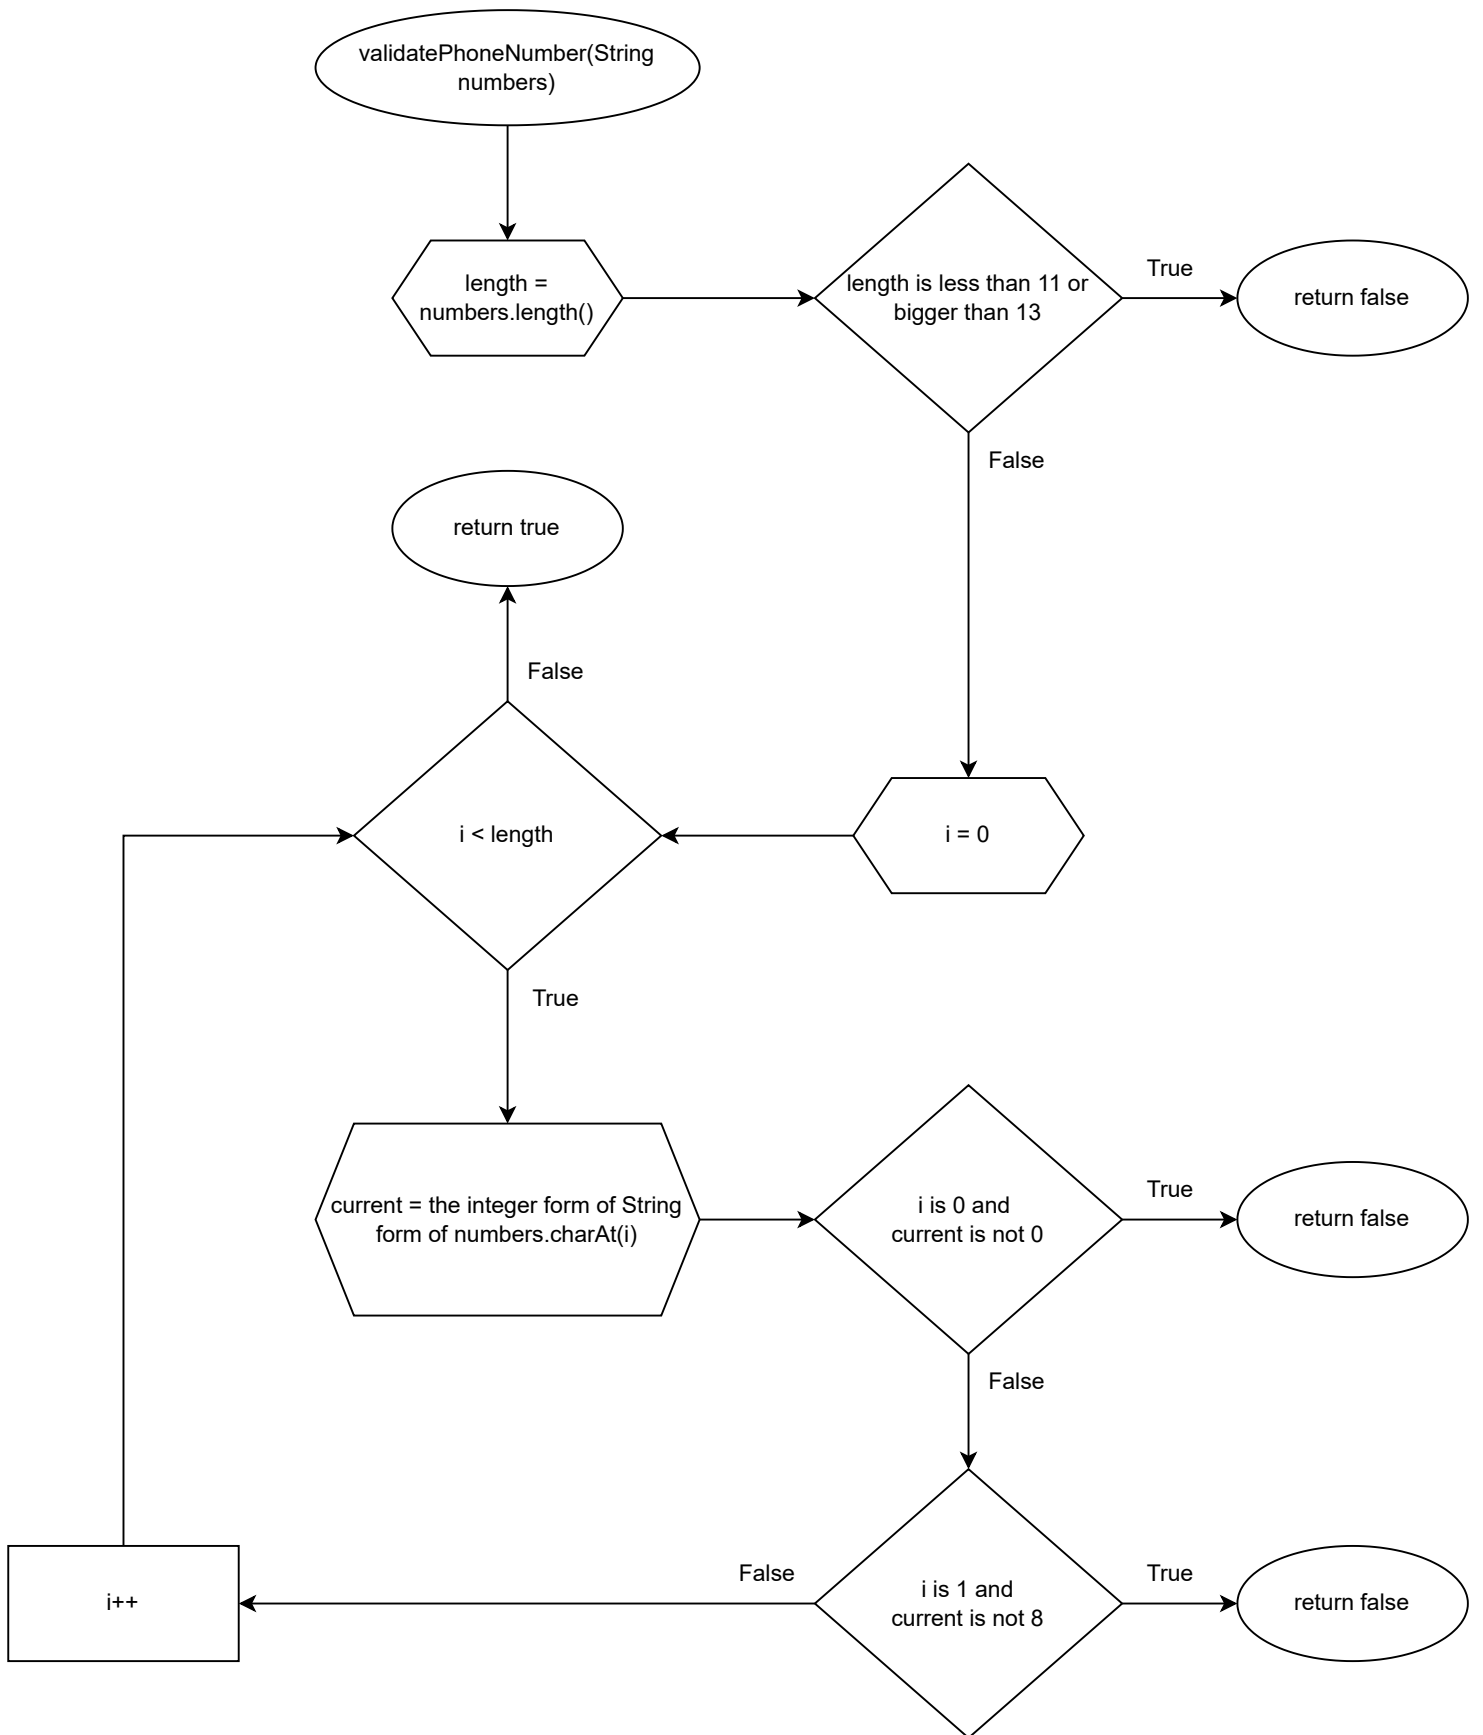 validatePhoneNumber(String
numbers)
length =
numbers.length()
length is less than 11 or
bigger than 13
True
return false
False
return true
False
i < length
i = 0
True
current = the integer form of String
form of numbers.charAt(i)
i is 0 and
current is not 0
True
return false
False
i++
False
i is 1 and
current is not 8
True
return false